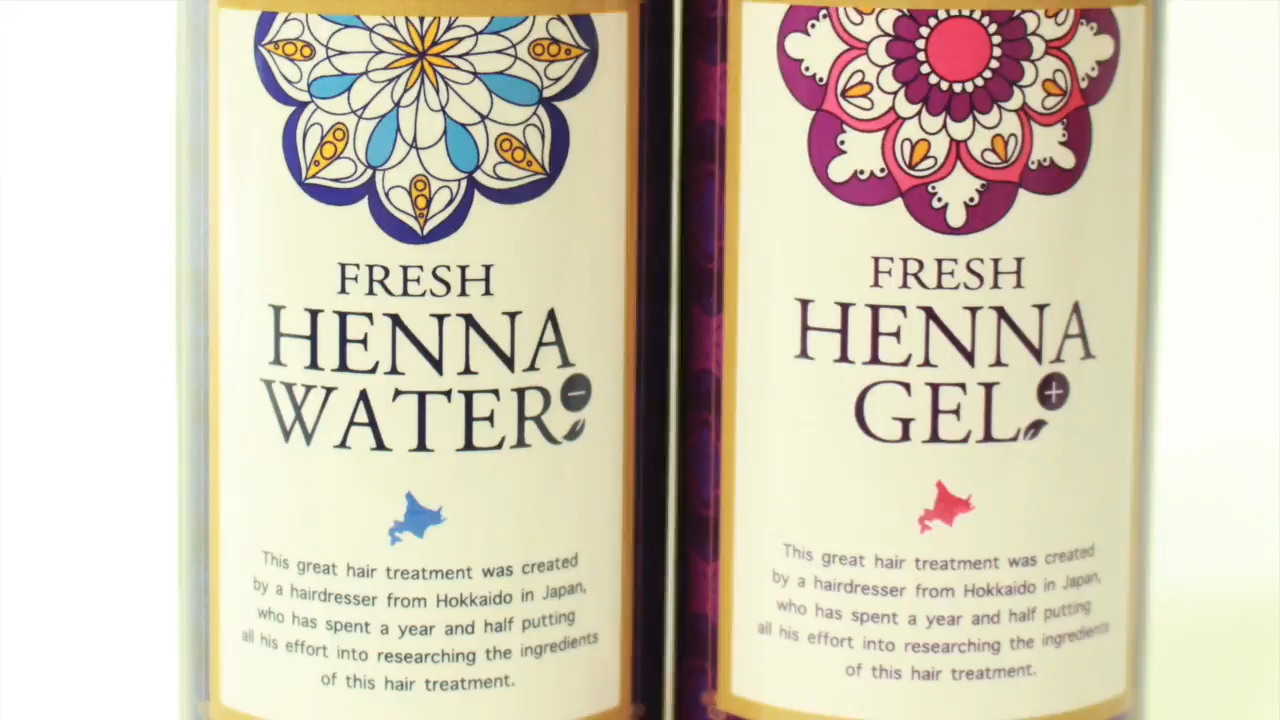 FRESH
HENNA
WATER
This great hair treatment was created
by a hairdresser from Hokkaido in Japan,
who has spent a year and half putting
all his effort into researching the ingredients
of this hair treatment.
FRESH
HENNA
GEL
This great hair treatment was created
by a hairdresser from Hokkaido in Japan,
who has spent a year and half putting
all his effort into researching the ingredients
of this hair treatment.